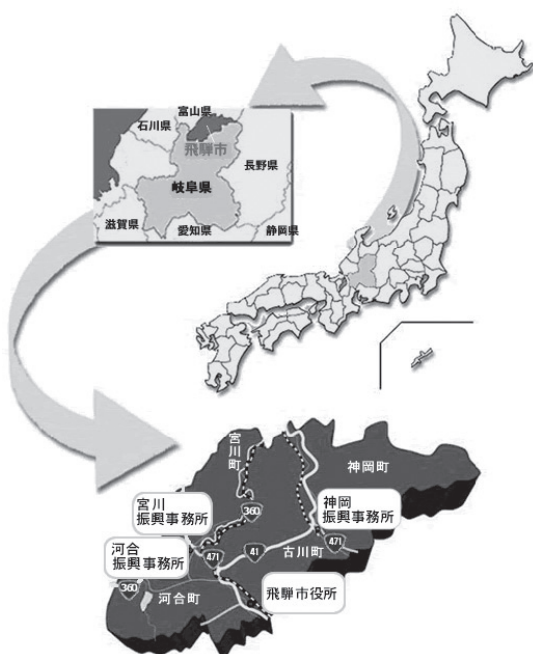 富山県
石川県
飛騨市
長野県
岐阜県
滋賀県
愛知県
静岡県
宮川町
神岡町
宮川
振興事務所
360
神岡
振興事務所
河合
振興事務所
471
41
古川町
471
360
河合町
飛騨市役所